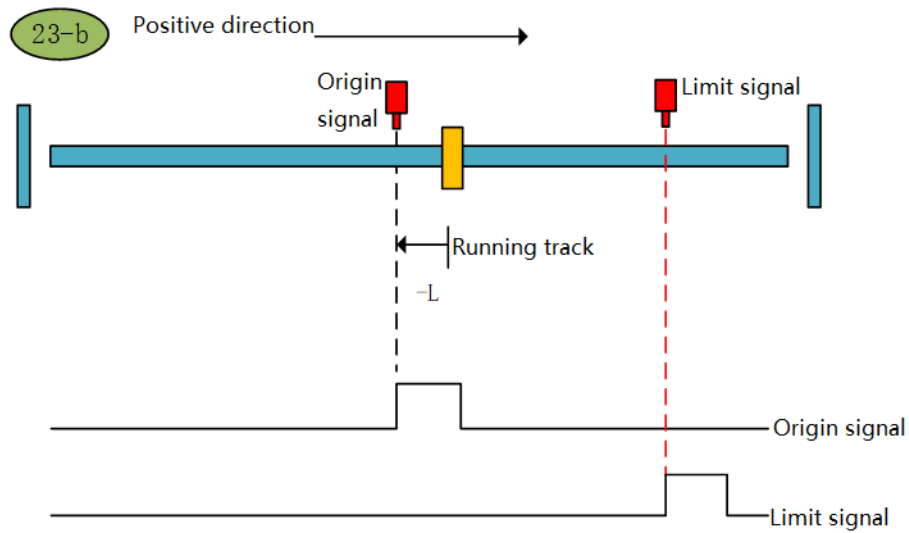 23-b
Positive direction
Origin
signal
Limit signal
Running track
-L
Origin signal
Limit signal